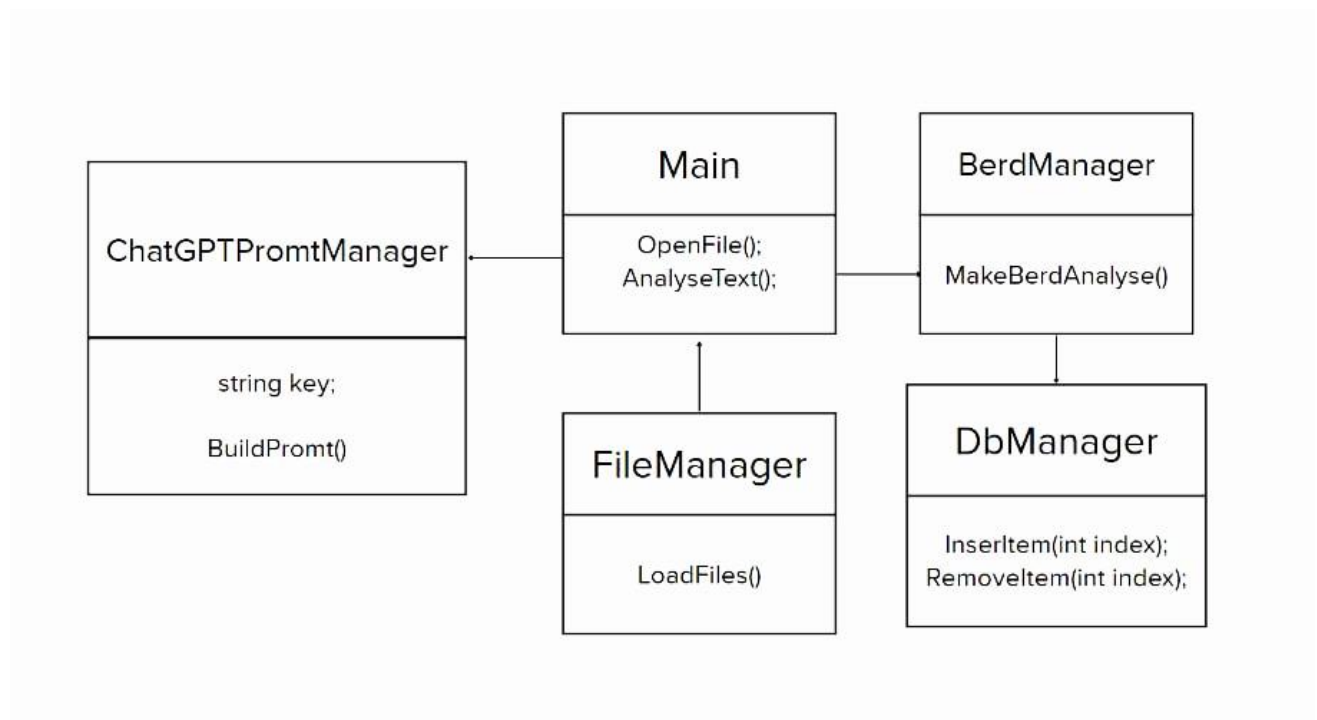 ChatGPTPromtManager
string key;
BuildPromt()
Main
OpenFile();
AnalyseText();
FileManager
LoadFiles()
BerdManager
MakeBerdAnalyse()
DbManager
InserItem(int index);
RemoveItem(int index);